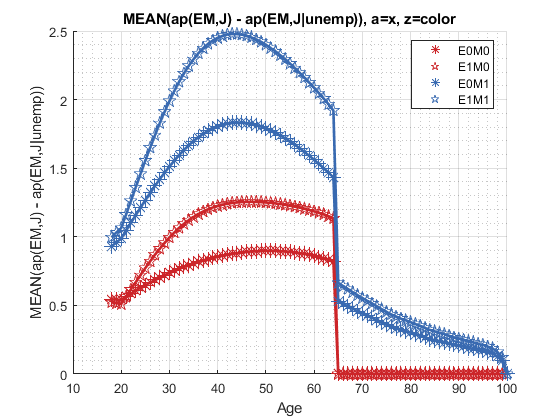 MEAN(ap(EM,J) - ap(EM,J|unemp)), a=x, z=color
MEAN(ap(EM,J) - ap(EM,J|unemp))
2.5
2
1.5
1
0.5
0
E0M0
E1M0
E0M1
E1M1
10 20 30 40 50 60 70 80 90 100
Age